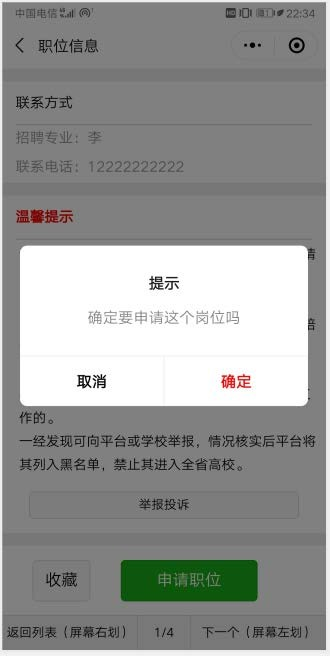 中国电信 22:34
职位信息
联系方式
招聘专业：李
联系电话：12222222222
温馨提示
情
提示
确定要申请这个岗位吗
赔
取消 确定
作的。
一经发现可向平台或学校举报，情况核实后平台将
其列入黑名单，禁止其进入全省高校。
举报投诉
收藏 申请职位
返回列表（屏幕右划） 1/4 下一个（屏幕左划）